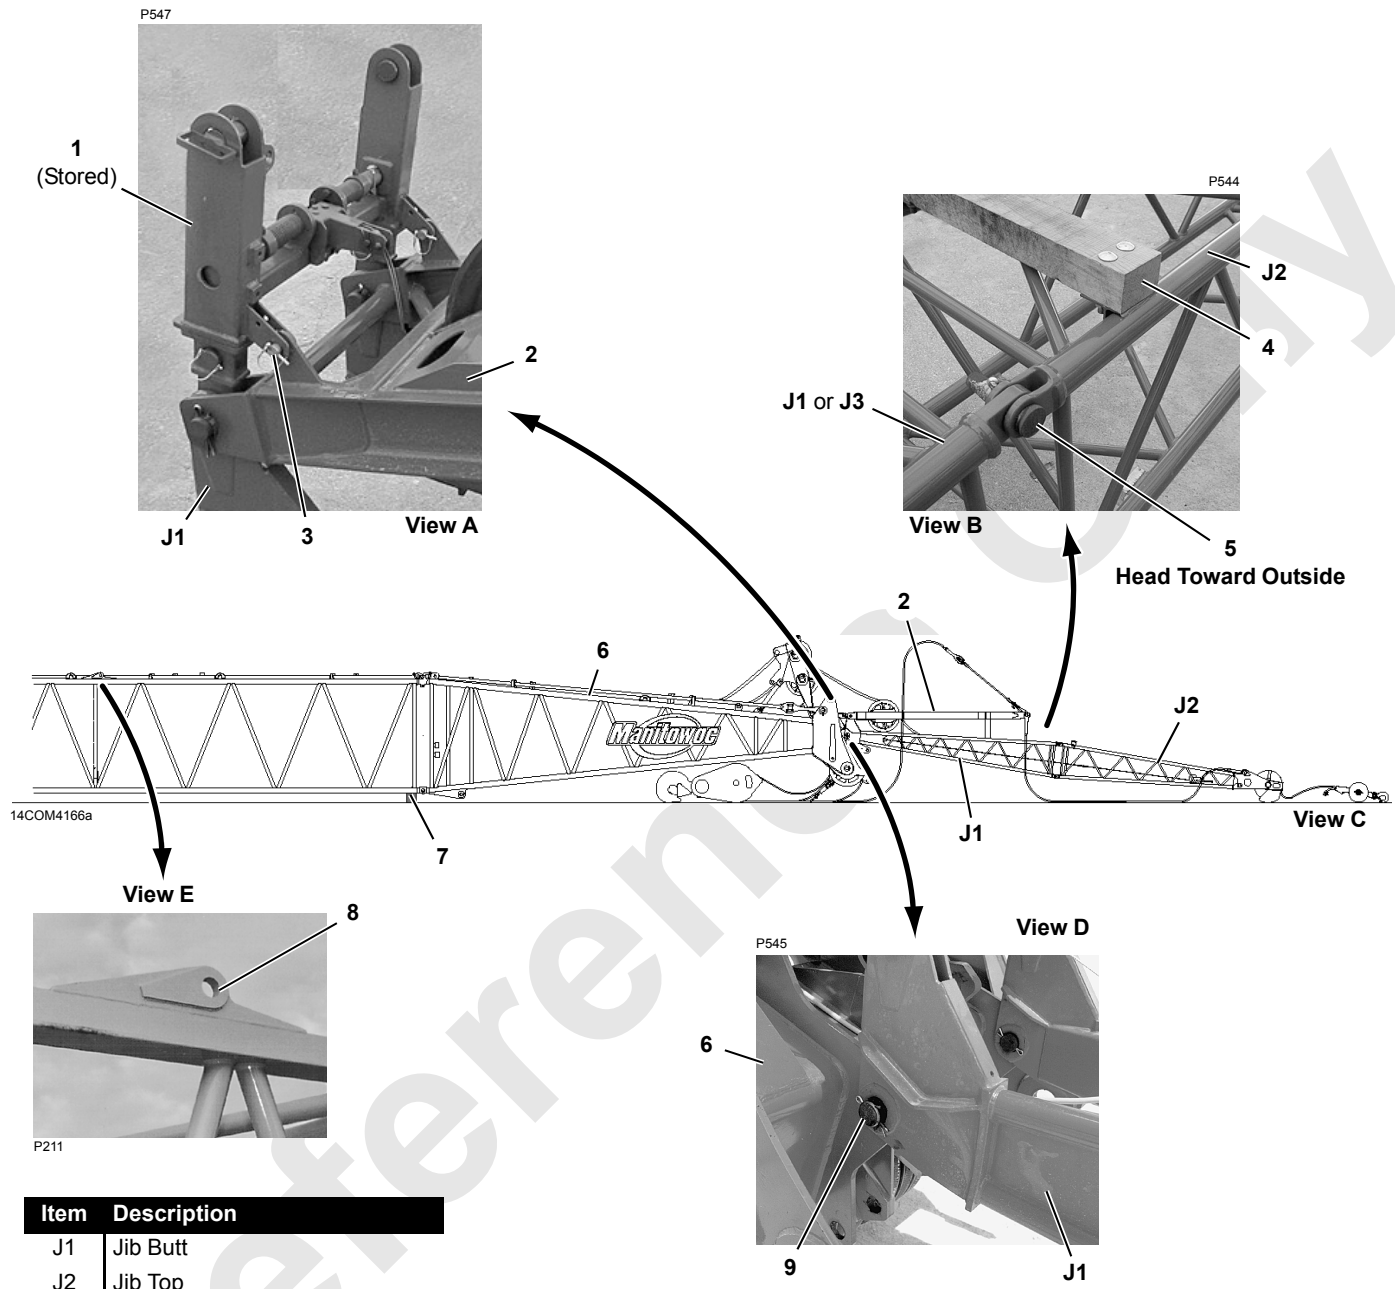 P547
1
(Stored)
2
J1
3
View A
P544
J2
4
J1 or J3
View B
5
Head Toward Outside
6
2
Manitowoc
J2
J1
14COM4166a
7
View C
View E
8
P211
View D
P545
6
9
J1
Item Description
J1 Jib Butt
J2 Jib Top
Reference Only